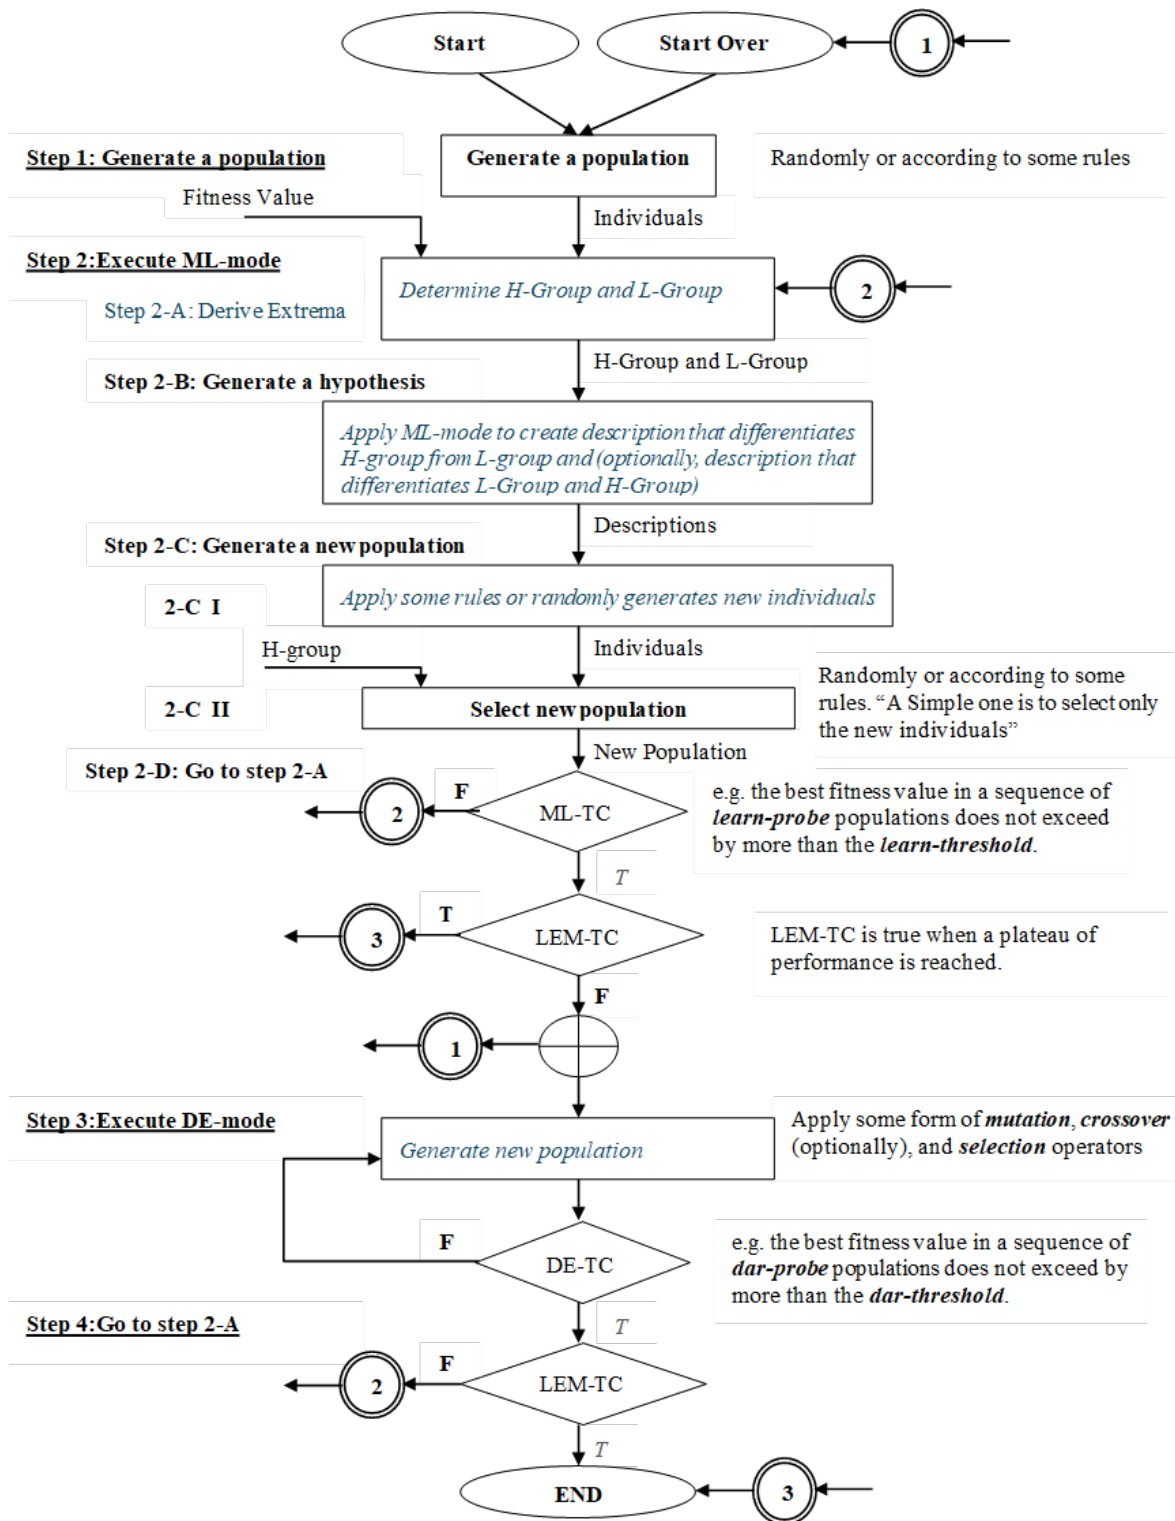 Start
Start Over
1
Step 1: Generate a population
Generate a population
Randomly or according to some rules
Fitness Value
Individuals
Step 2:Execute ML-mode
Determine H-Group and L-Group
2
Step 2-A: Derive Extrema
H-Group and L-Group
Step 2-B: Generate a hypothesis
Apply ML-mode to create description that differentiates
H-group from L-group and (optionally, description that
differentiates L-Group and H-Group)
Descriptions
Step 2-C: Generate a new population
2-C I
Apply some rules or randomly generates new individuals
H-group
Individuals
2-C II
Select new population
Randomly or according to some
rules. “A Simple one is to select only
the new individuals”
New Population
Step 2-D: Go to step 2-A
F
2
ML-TC
e.g. the best fitness value in a sequence of
learn-probe populations does not exceed
by more than the learn-threshold.
T
T
3
LEM-TC
LEM-TC is true when a plateau of
performance is reached.
F
1
Step 3:Execute DE-mode
Generate new population
Apply some form of mutation, crossover
(optionally), and selection operators
F
DE-TC
e.g. the best fitness value in a sequence of
dar-probe populations does not exceed by
more than the dar-threshold.
Step 4:Go to step 2-A
T
F
2
LEM-TC
T
END
3